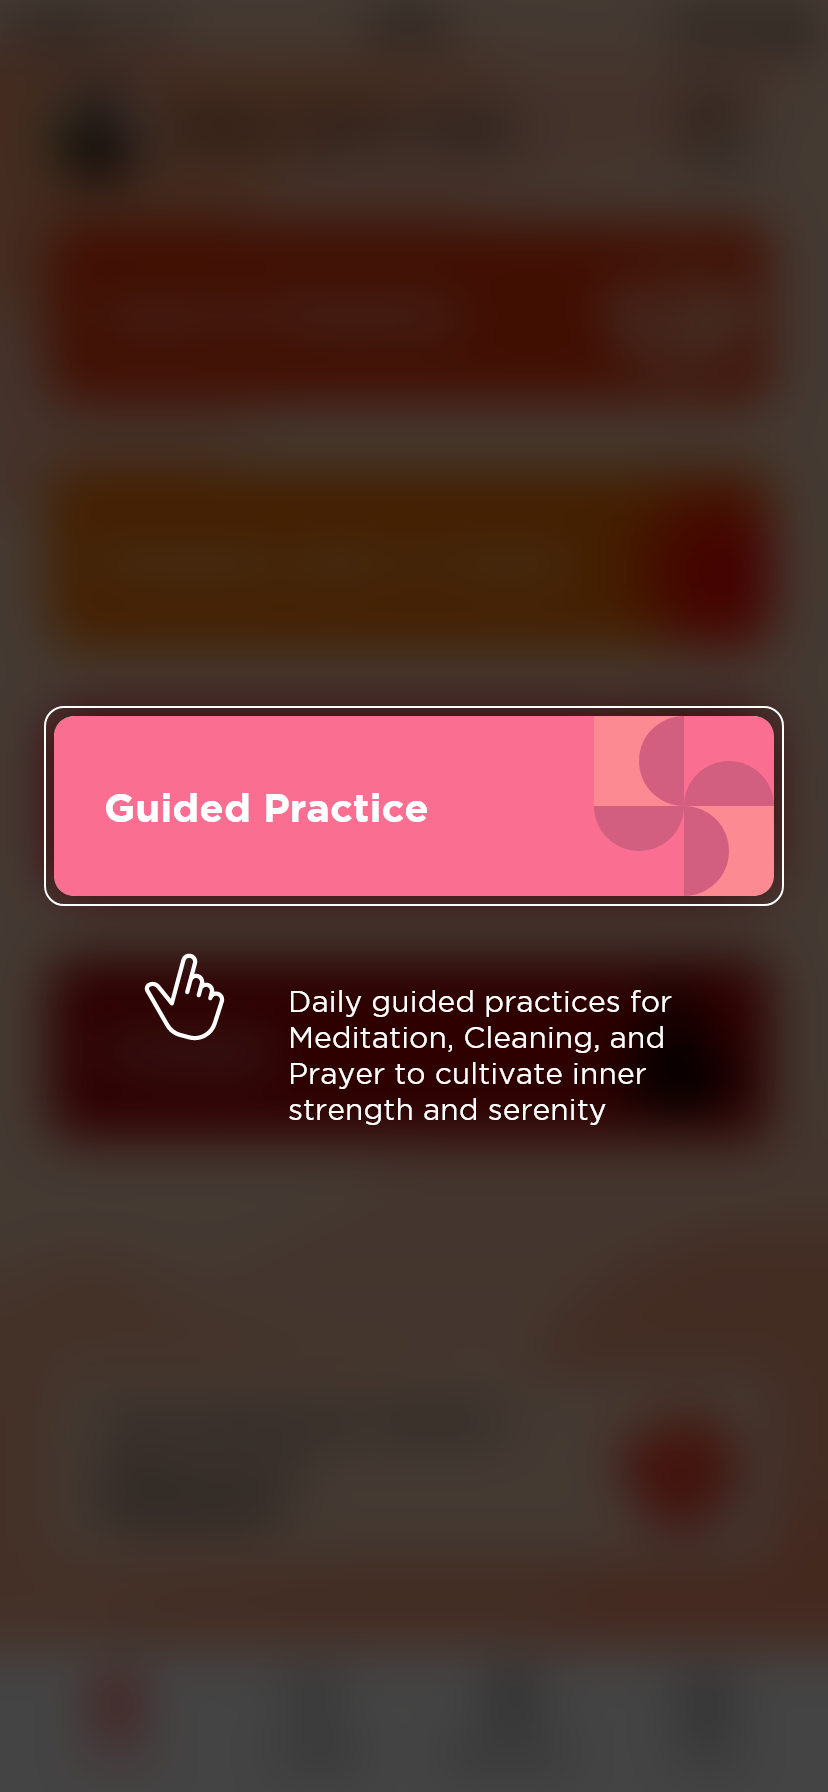 Guided Practice
Daily guided practices for
Meditation, Cleaning, and
Prayer to cultivate inner
strength and serenity